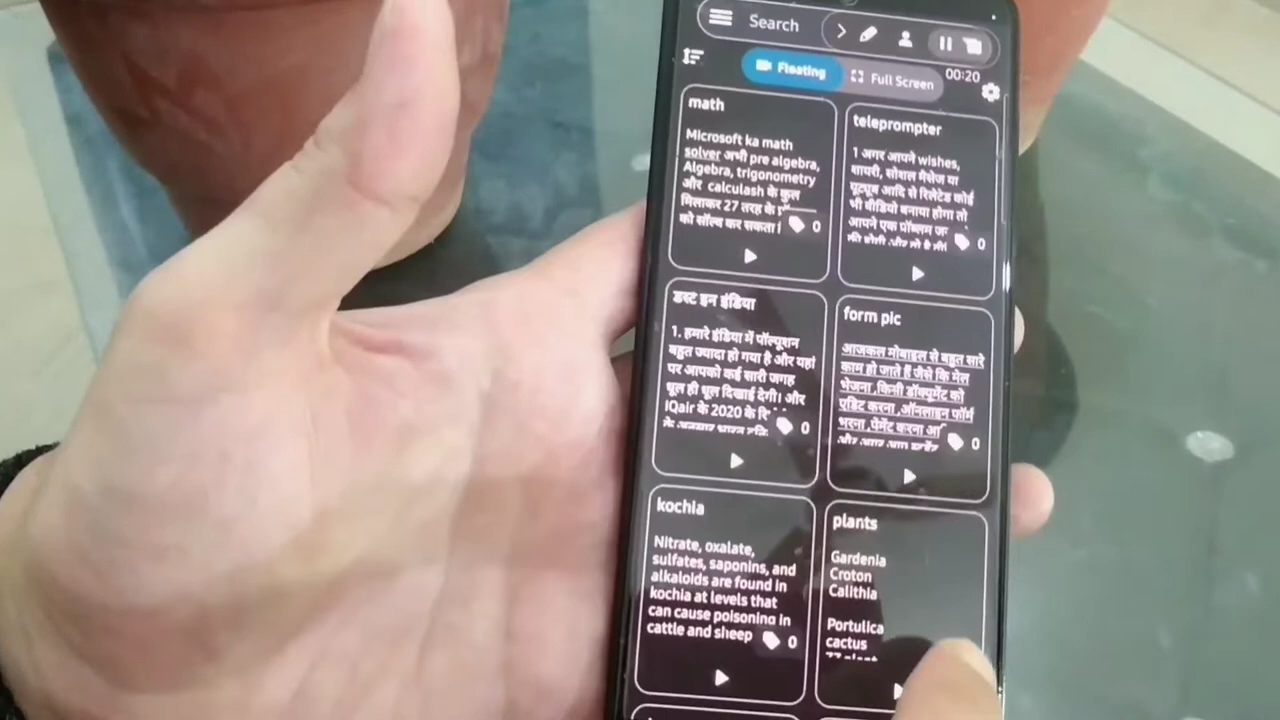 Search
00:20
Floating
Full Screen
math
Microsoft ka math
solver अभी pre algebra,
Algebra, trigonometry
और calculash के कुल
मिलाकर 27 तरह के
को सॉल्व कर सकता
0
teleprompter
1 अगर आपने wishes,
शायरी, सोशल मैसेज या
यूट्यूब आदि से रिलेटेड कोई
भी वीडियो बनाया होगा तो
आपने एक प्रॉब्लम
0
डस्ट इन इंडिया
1. हमारे इंडिया में पॉल्यूशन
बहुत ज्यादा हो गया है और यहां
पर आपको कई सारी जगह
धूल ही धूल दिखाई देगी। और
IQair के 2020 के
0
form pic
आजकल मोबाइल से बहुत सारे
काम हो जाते हैं जैसे कि मेल
भेजना ,किसी डॉक्यूमेंट को
एडिट करना ,ऑनलाइन फॉर्म
भरना ,पेमेंट करना
0
kochia
Nitrate, oxalate,
sulfates, saponins, and
alkaloids are found in
kochia at levels that
can cause poisoning in
cattle and sheep
0
plants
Gardenia
Croton
Calithia
Portulica
cactus